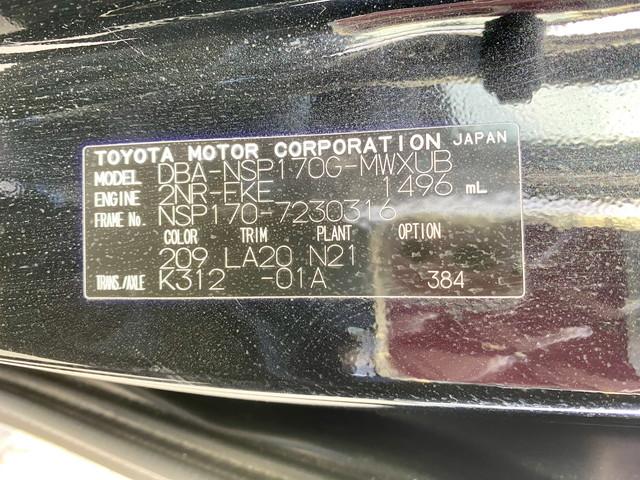 TOYOTA MOTOR CORPORATION JAPAN
MODEL DBA-NSP170G-MWXUB
ENGINE 2NR-FKE 1496 mL
FRAME No. NSP170-7230316
COLOR TRIM PLANT OPTION
209 LA20 N21
TRANS./AXLE K312 -01A 384